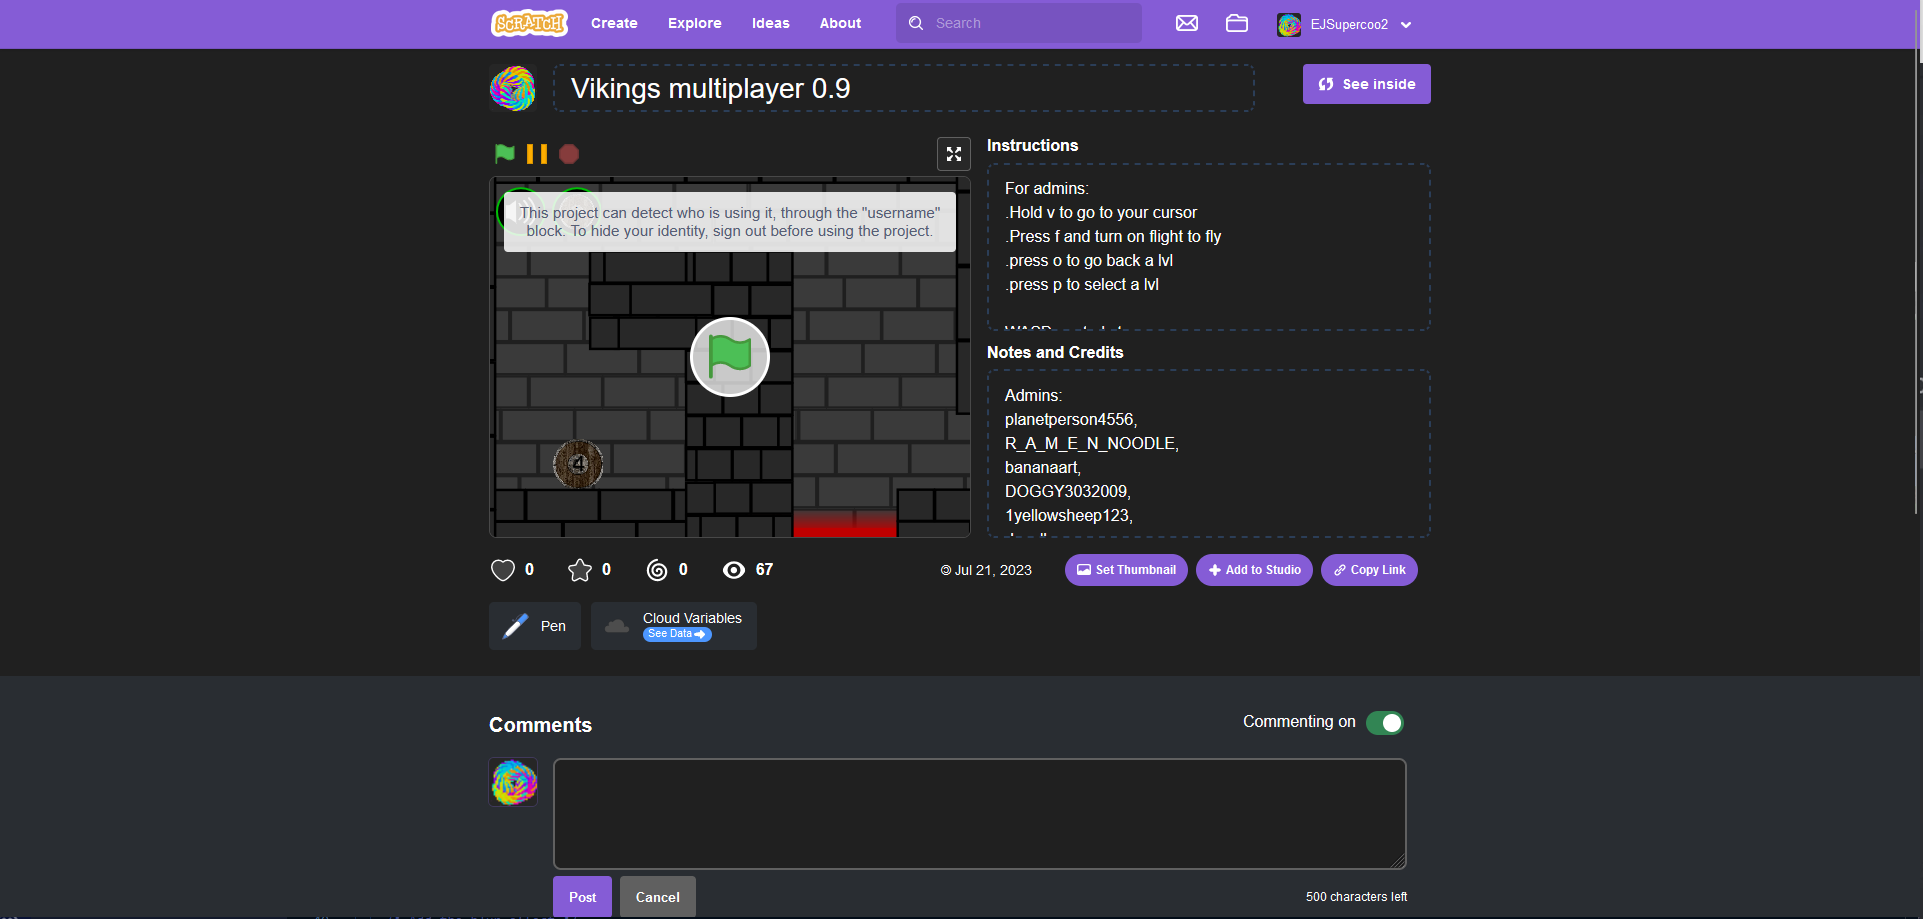 SCRATCH Create Explore Ideas About Search EJSupercoo2
Vikings multiplayer 0.9
See inside
Instructions
For admins:
.Hold v to go to your cursor
.Press f and turn on flight to fly
.press o to go back a lvl
.press p to select a lvl
This project can detect who is using it, through the "username"
block. To hide your identity, sign out before using the project.
4
Notes and Credits
Admins:
planetperson4556,
R_A_M_E_N_NOODLE,
bananaart,
DOGGY3032009,
1yellowsheep123,
0 0 0 67
© Jul 21, 2023
Set Thumbnail Add to Studio Copy Link
Pen
Cloud Variables
See Data
Comments
Commenting on
Post Cancel
500 characters left